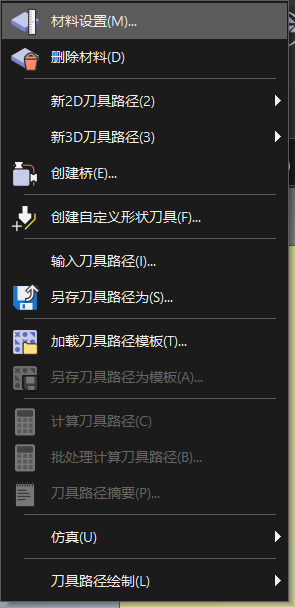 材料设置(M)...
删除材料(D)
新2D刀具路径(2)
新3D刀具路径(3)
创建桥(E)...
创建自定义形状刀具(F)...
输入刀具路径(I)...
另存刀具路径为(S)...
加载刀具路径模板(T)...
另存刀具路径为模板(A)...
计算刀具路径(C)
批处理计算刀具路径(B)...
刀具路径摘要(P)...
仿真(U)
刀具路径绘制(L)